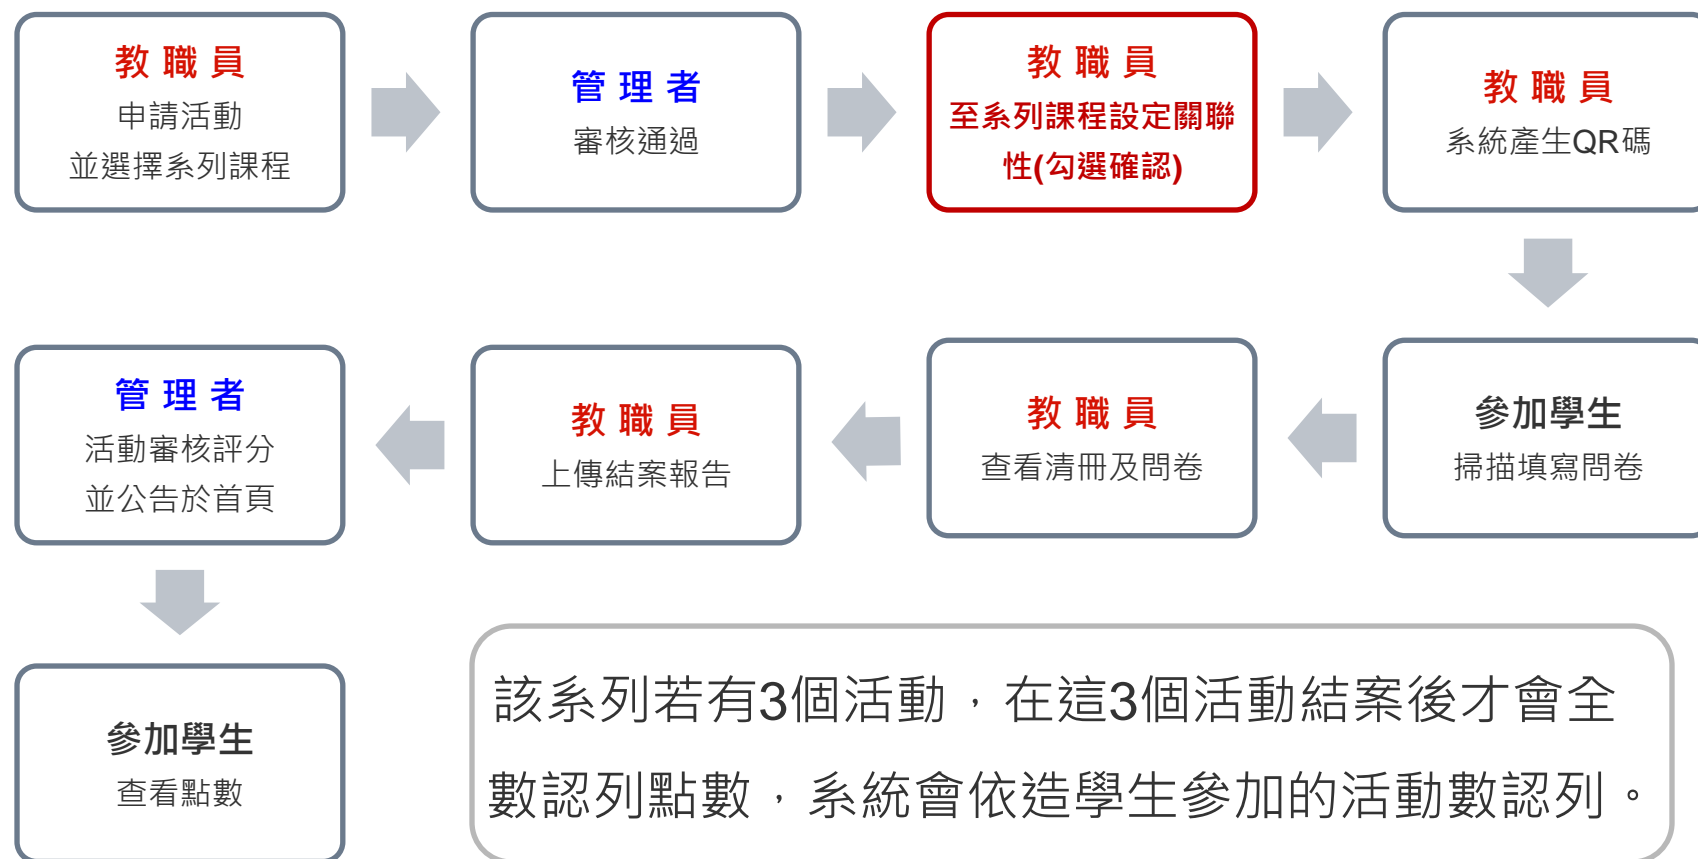 教 職 員
申請活動
並選擇系列課程
管 理 者
審核通過
教 職 員
至系列課程設定關聯
性(勾選確認)
教 職 員
系統產生QR碼
參加學生
掃描填寫問卷
教 職 員
查看清冊及問卷
教 職 員
上傳結案報告
管 理 者
活動審核評分
並公告於首頁
參加學生
查看點數
該系列若有3個活動，在這3個活動結案後才會全
數認列點數，系統會依造學生參加的活動數認列。